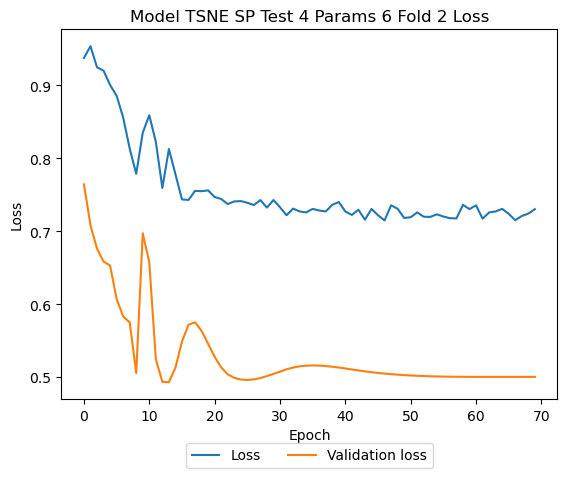 Model TSNE SP Test 4 Params 6 Fold 2 Loss
Loss
0.9
0.8
0.7
0.6
0.5
0 10 20 30 40 50 60 70
Epoch
Loss Validation loss